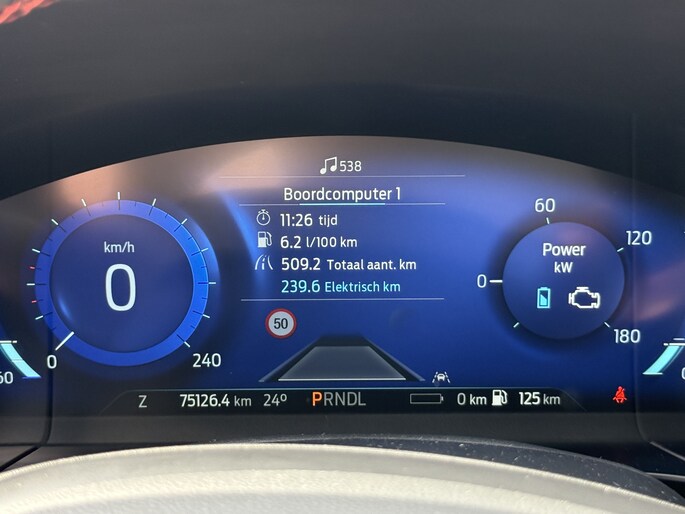 538
Boordcomputer 1
11:26 tijd
6.2 l/100 km
509.2 Totaal aant. km
239.6 Elektrisch km
km/h
0
0
240
50
60
120
Power
kW
0
180
60
0
Z
75126.4 km
24°
PRNDL
0 km
125 km